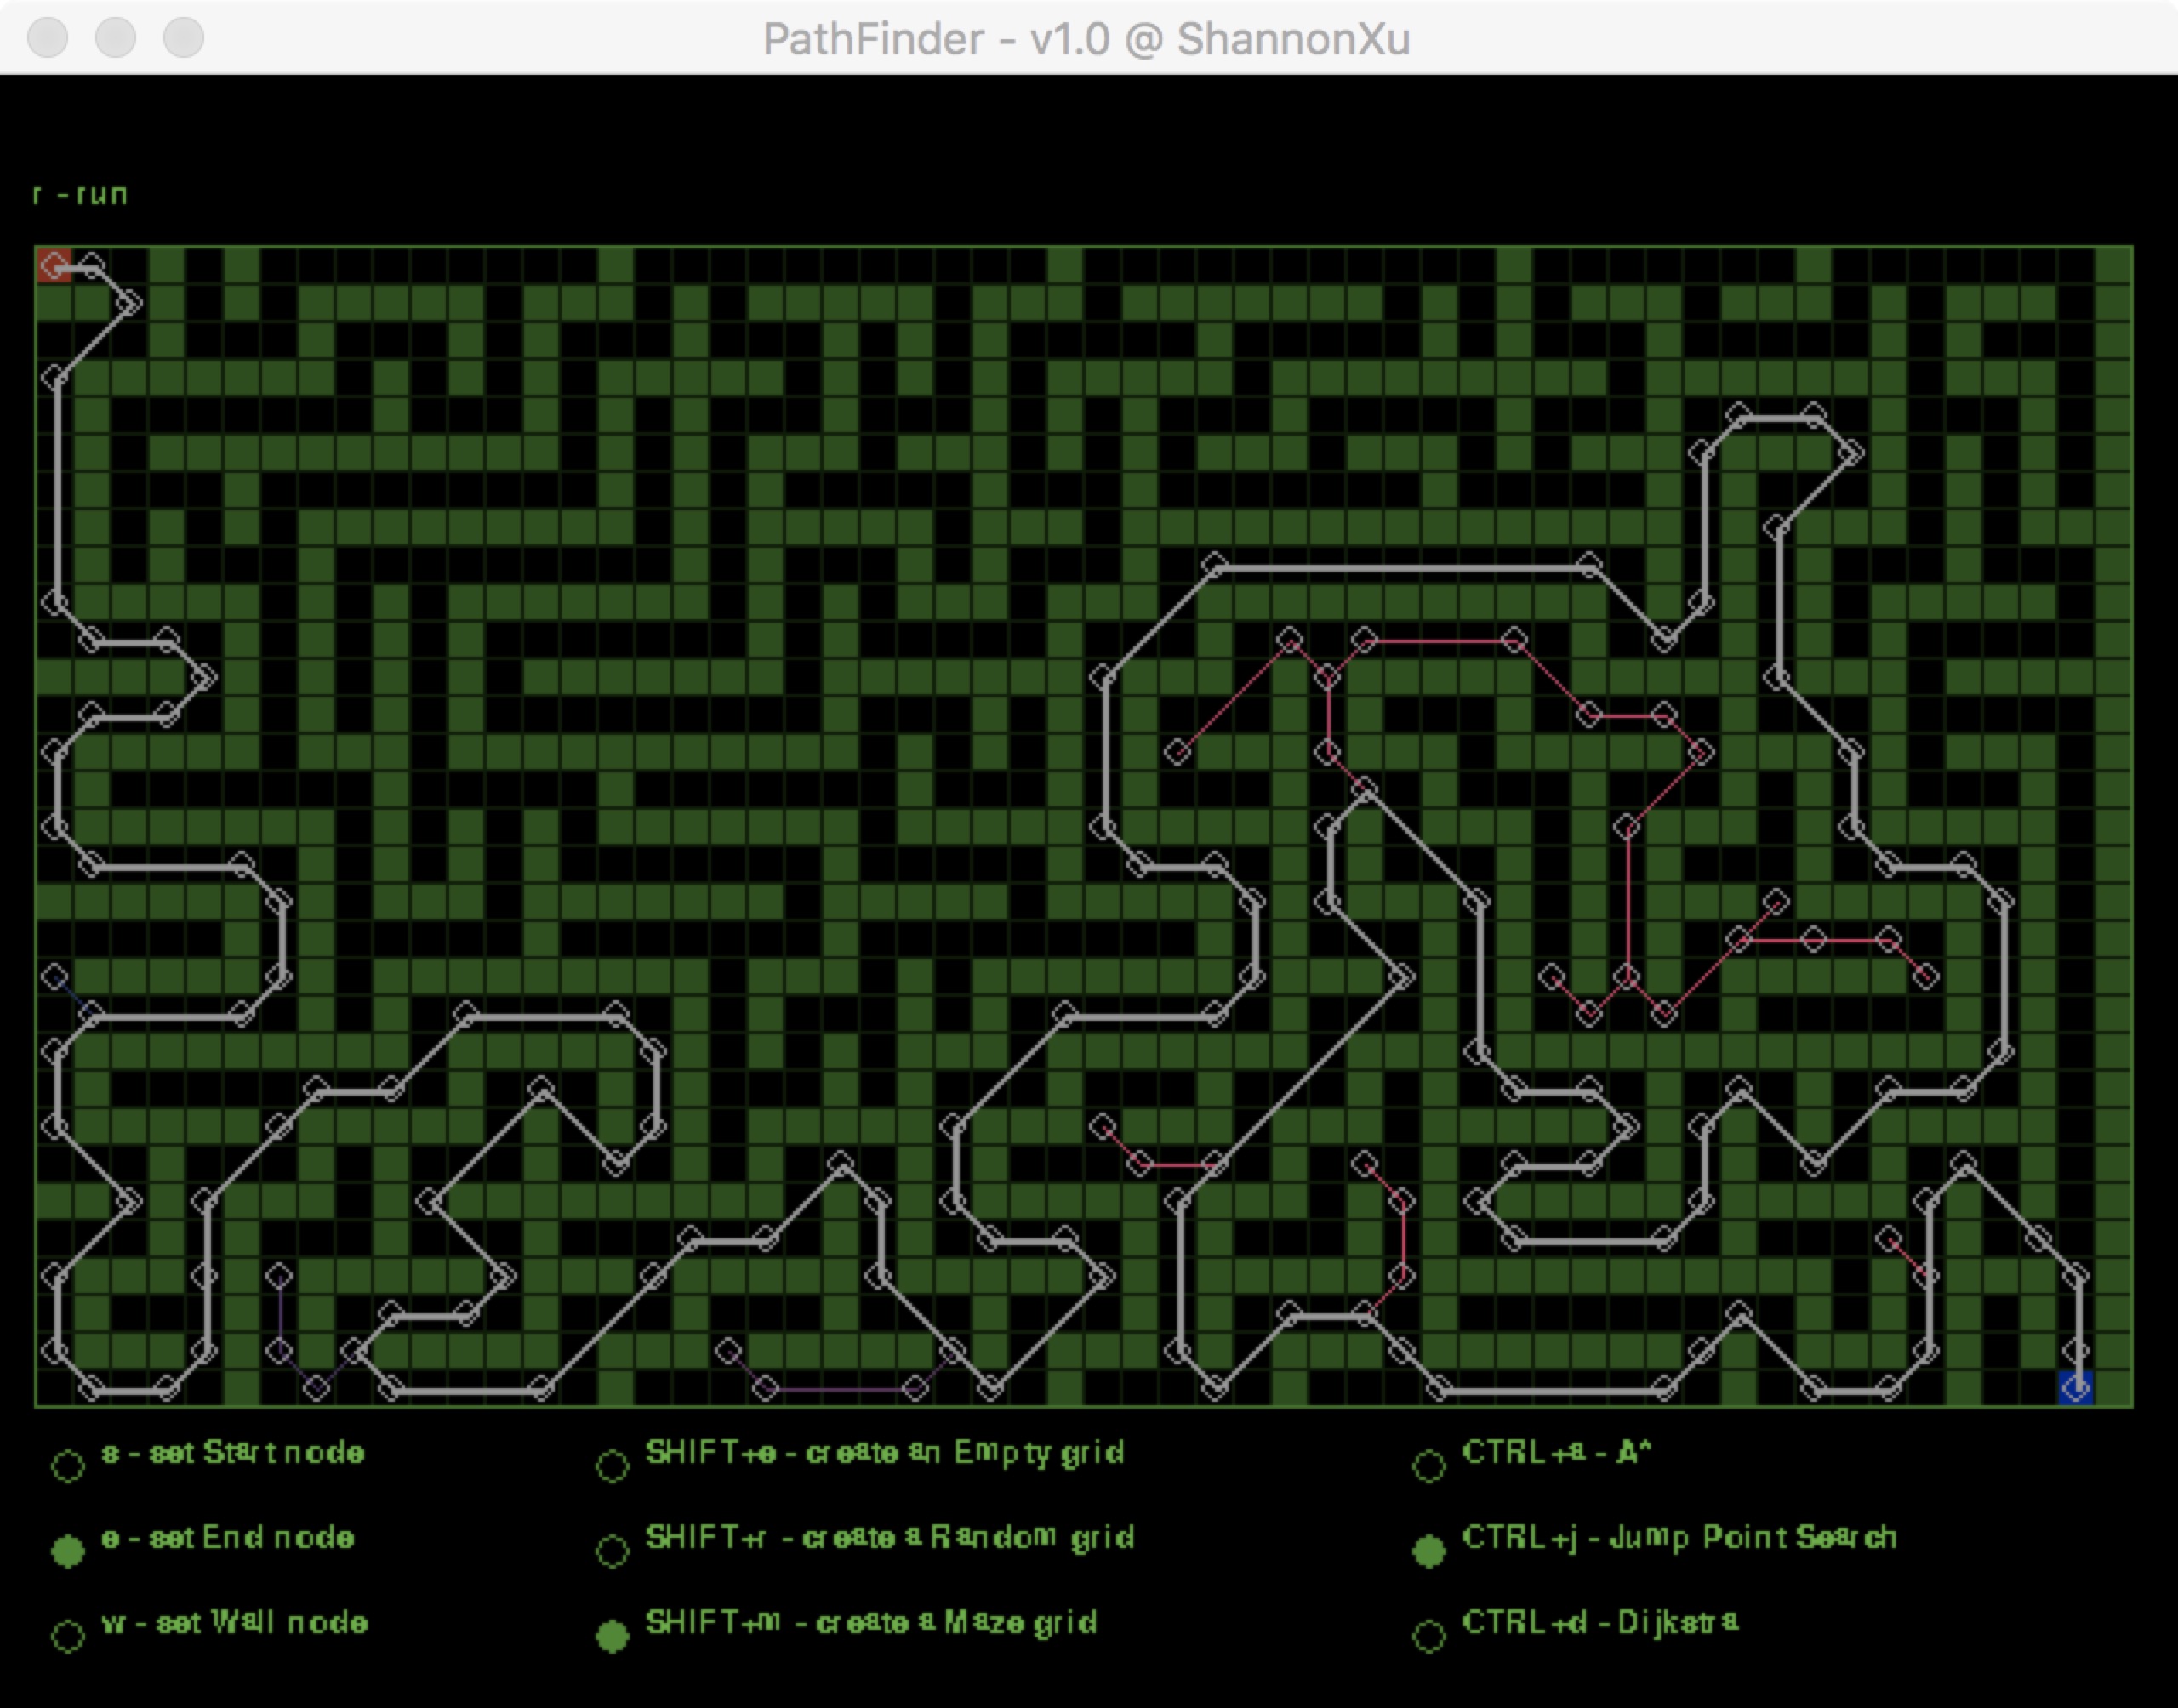 PathFinder - v1.0 @ ShannonXu
r - run
s - set Start node
SHIFT+e - create an Empty grid
CTRL+a - A*
e - set End node
SHIFT+r - create a Random grid
CTRL+j - Jump Point Search
w - set Wall node
SHIFT+m - create a Maze grid
CTRL+d - Dijkstra